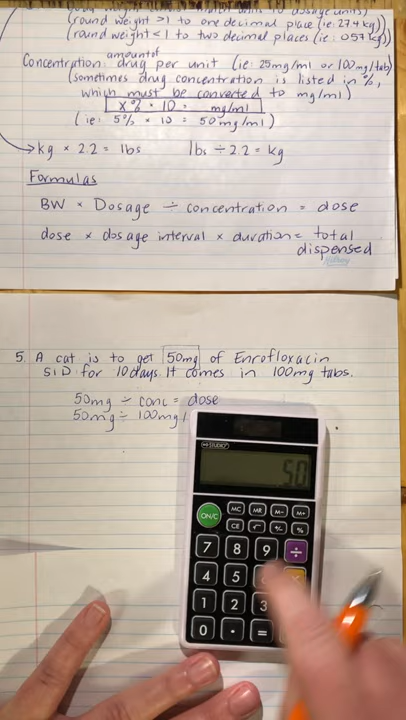 (round weight >1 to one decimal place (ie: 27.4 kg))
(round weight <1 to two decimal places (ie: 0.57 kg))
Concentration drug per unit (ie: 25mg/ml or 100mg/tab)
amount of
(sometimes drug concentration is listed in %,
which must be converted to mg/ml)
X % × 10 = mg/ml
(ie: 5% × 10 = 50mg/ml)
kg × 2.2 = lbs lbs ÷ 2.2 = kg
Formulas
BW × Dosage ÷ concentration = dose
dose × dosage interval × duration = total
dispensed
5. A cat is to get 50mg of Enrofloxacin
SID for 10 days. It comes in 100mg tabs.
50mg ÷ conc = dose
50mg ÷ 100mg/
STUDIO
50
MC MR M- M+
ON/C CE √ %
7 8 9 ÷
4 5
1 2 3
0 . =